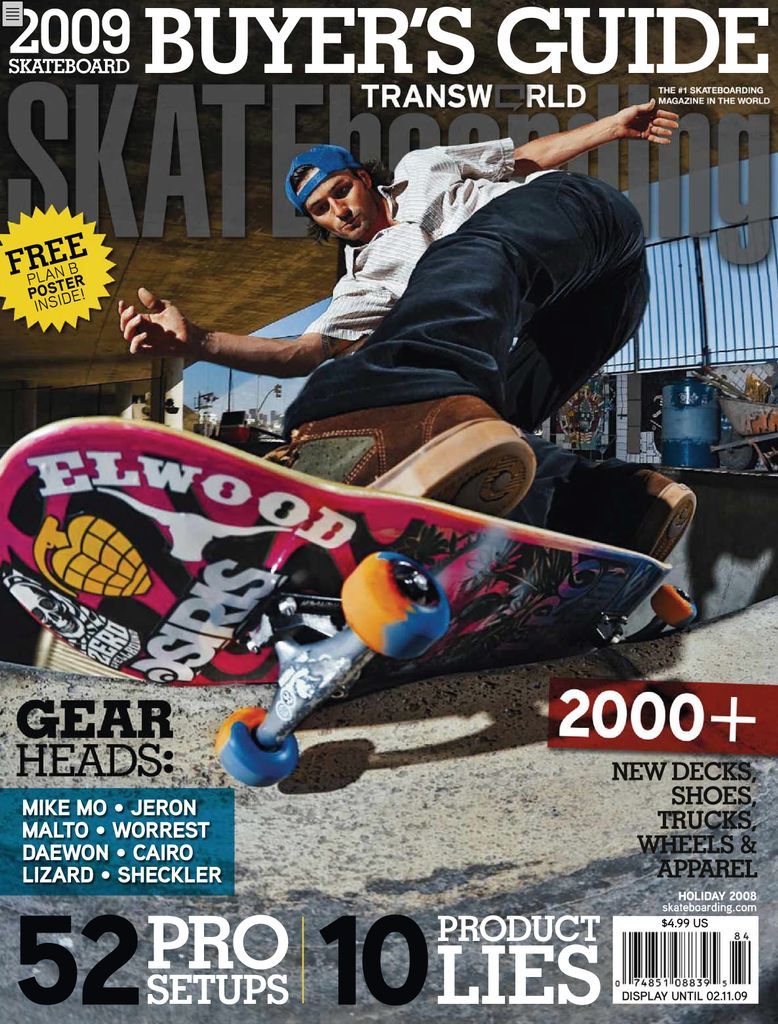 2009
SKATEBOARD
BUYER'S GUIDE
TRANSWORLD
SKATEboarding
THE #1 SKATEBOARDING
MAGAZINE IN THE WORLD
FREE
PLAN B
POSTER
INSIDE!
ELWOOD
OSIRIS
ZERO
GEAR
HEADS:
MIKE MO • JERON
MALTO • WORREST
DAEWON • CAIRO
LIZARD • SHECKLER
2000+
NEW DECKS,
SHOES,
TRUCKS,
WHEELS &
APPAREL
HOLIDAY 2008
skateboarding.com
52 PRO
SETUPS
10 PRODUCT
LIES
$4.99 US
84
0 74851 08839 5
DISPLAY UNTIL 02.11.09